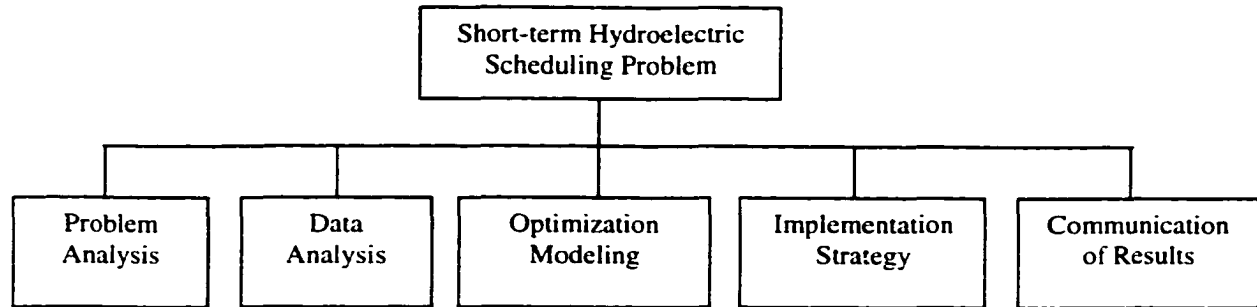 Short-term Hydroelectric
Scheduling Problem
Problem
Analysis
Data
Analysis
Optimization
Modeling
Implementation
Strategy
Communication
of Results